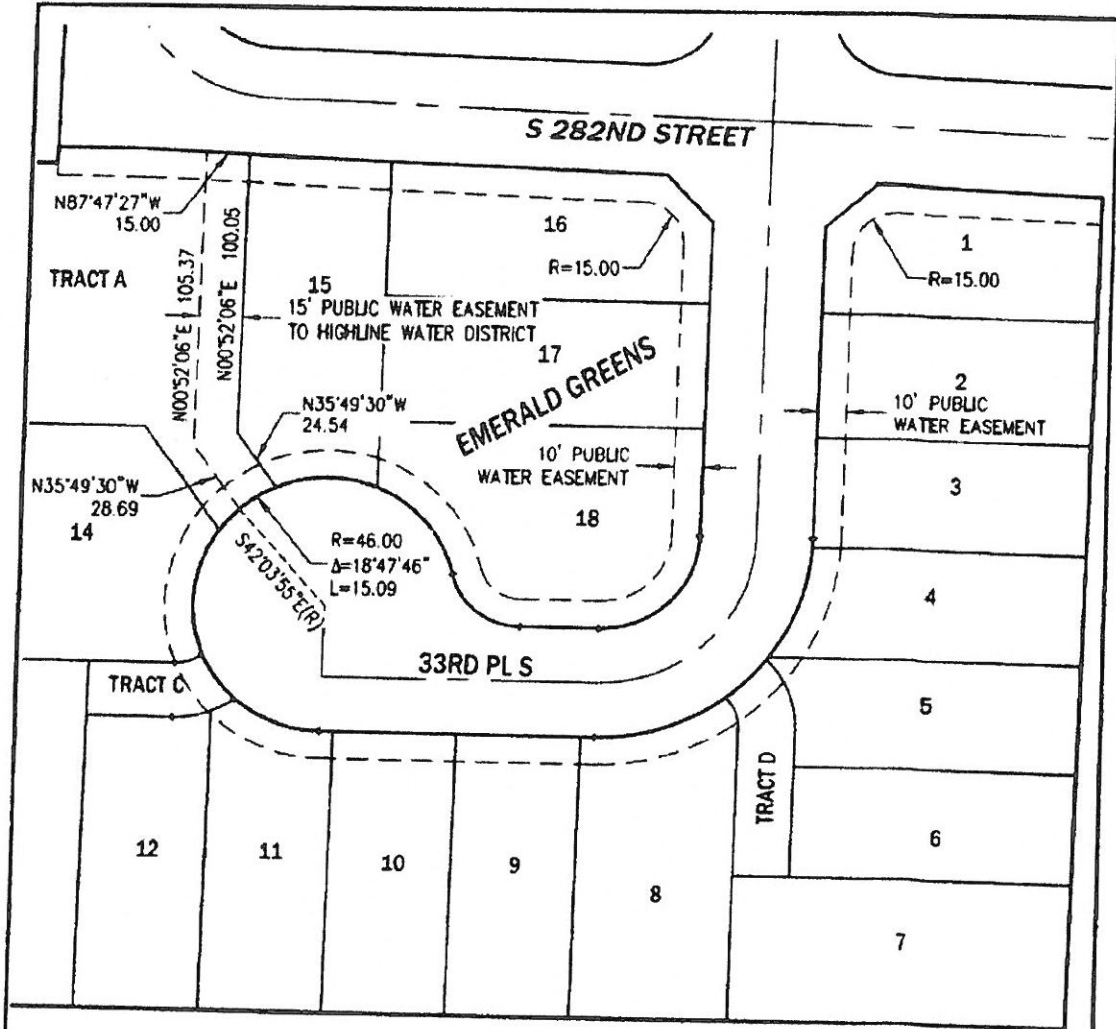 S 282ND STREET
N87°47'27"W
15.00
TRACT A
N00°52'06"E 105.37
N00°52'06"E 100.05
15
15' PUBLIC WATER EASEMENT
TO HIGHLINE WATER DISTRICT
16
R=15.00
1
R=15.00
17
EMERALD GREENS
2
10' PUBLIC
WATER EASEMENT
N35°49'30"W
24.54
10' PUBLIC
WATER EASEMENT
3
N35°49'30"W
28.69
14
18
R=46.00
Δ=18°47'46"
L=15.09
S42°03'55"E(R)
4
33RD PL S
TRACT C
5
TRACT D
12
11
10
9
8
6
7